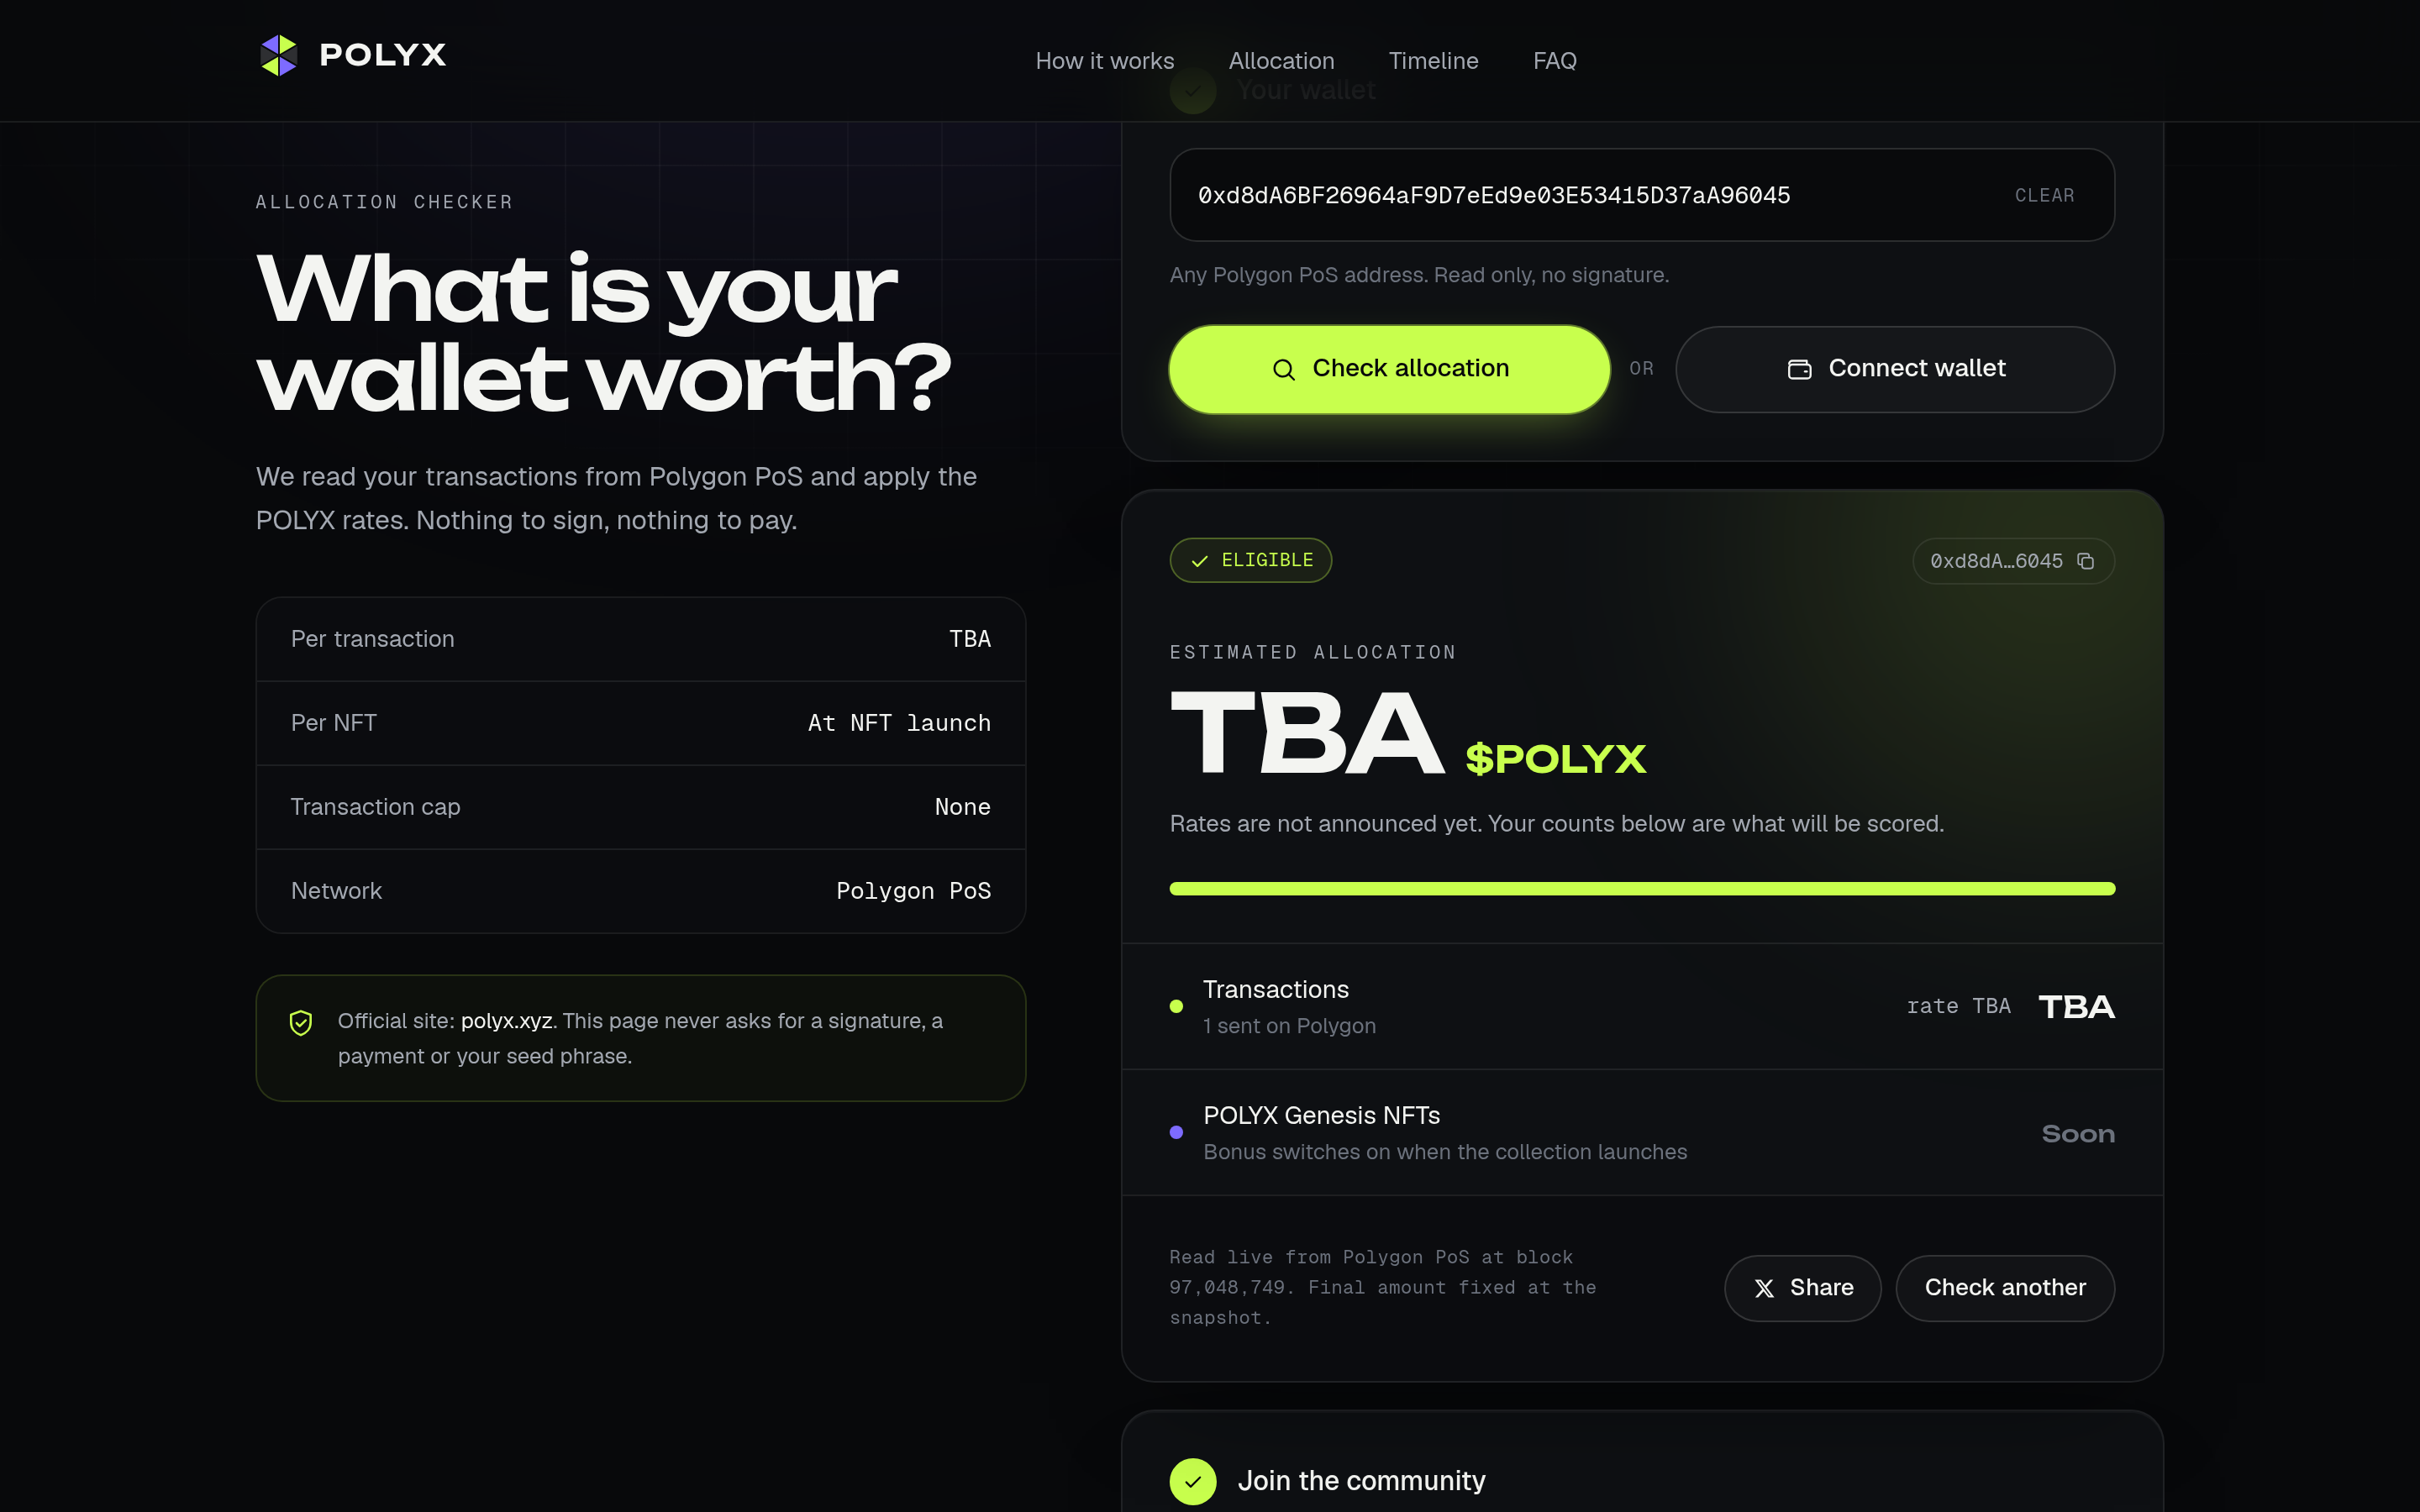 POLYX
How it works
Allocation
Timeline
FAQ
Your wallet
ALLOCATION CHECKER
What is your
wallet worth?
We read your transactions from Polygon PoS and apply the
POLYX rates. Nothing to sign, nothing to pay.
Per transaction
TBA
Per NFT
At NFT launch
Transaction cap
None
Network
Polygon PoS
Official site: polyx.xyz. This page never asks for a signature, a
payment or your seed phrase.
0xd8dA6BF26964aF9D7eEd9e03E53415D37aA96045
CLEAR
Any Polygon PoS address. Read only, no signature.
Check allocation
OR
Connect wallet
ELIGIBLE
0xd8dA…6045
ESTIMATED ALLOCATION
TBA $POLYX
Rates are not announced yet. Your counts below are what will be scored.
Transactions
1 sent on Polygon
rate TBA TBA
POLYX Genesis NFTs
Bonus switches on when the collection launches
Soon
Read live from Polygon PoS at block
97,048,749. Final amount fixed at the
snapshot.
Share
Check another
Join the community